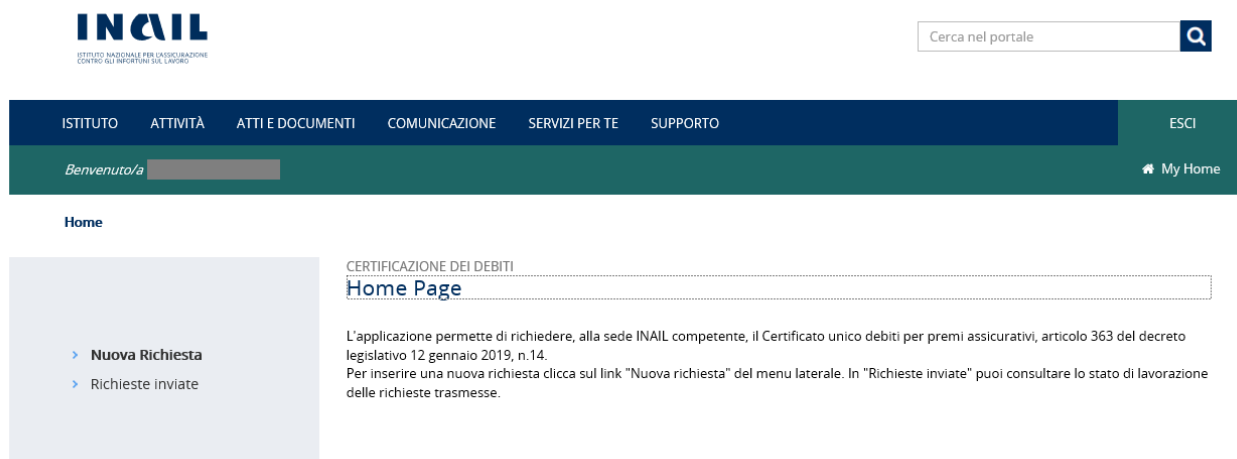 INAIL
ISTITUTO NAZIONALE PER L'ASSICURAZIONE
CONTRO GLI INFORTUNI SUL LAVORO
Cerca nel portale
ISTITUTO ATTIVITÀ ATTI E DOCUMENTI COMUNICAZIONE SERVIZI PER TE SUPPORTO ESCI
Benvenuto/a My Home
Home
CERTIFICAZIONE DEI DEBITI
Home Page
Nuova Richiesta
Richieste inviate
L'applicazione permette di richiedere, alla sede INAIL competente, il Certificato unico debiti per premi assicurativi, articolo 363 del decreto
legislativo 12 gennaio 2019, n.14.
Per inserire una nuova richiesta clicca sul link "Nuova richiesta" del menu laterale. In "Richieste inviate" puoi consultare lo stato di lavorazione
delle richieste trasmesse.